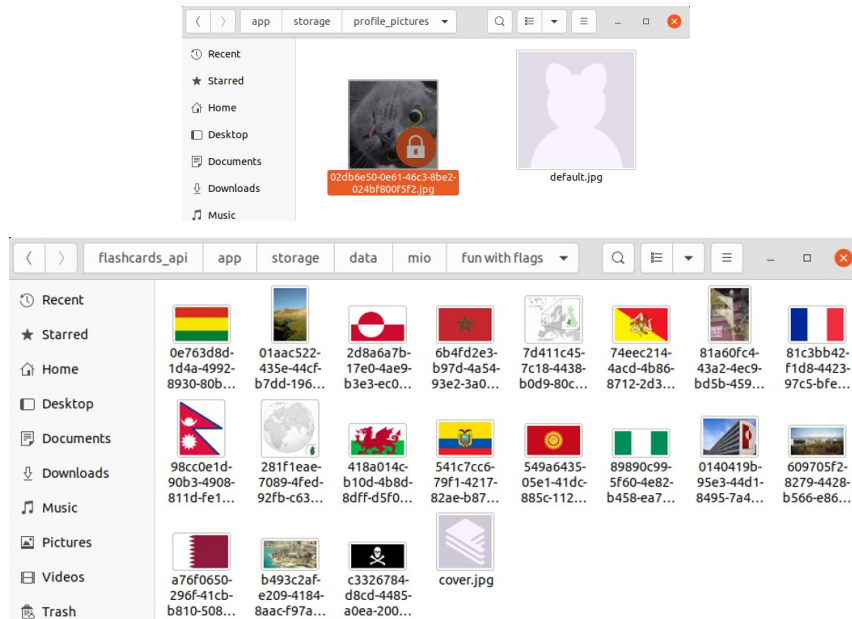 app storage profile_pictures
Recent
Starred
Home
Desktop
Documents
Downloads
Music
02db6e50-0e61-46c3-8be2-
024bf800f5f2.jpg
default.jpg
flashcards_api app storage data mio fun with flags
Recent
Starred
Home
Desktop
Documents
Downloads
Music
Pictures
Videos
Trash
0e763d8d- 01aac522- 2d8a6a7b- 6b4fd2e3- 7d411c45- 74eec214- 81a60fc4- 81c3bb42-
1d4a-4992- 435e-44cf- 17e0-4ae9- b97d-4a54- 7c18-4438- 4acd-4b86- 43a2-4ec9- f1d8-4423-
8930-80b... b7dd-196... b3e3-ec0... 93e2-3a0... b0d9-80c... 8712-2d3... bd5b-459... 97c5-bfe...
98cc0e1d- 281f1eae- 418a014c- 541c7cc6- 549a6435- 89890c99- 0140419b- 609705f2-
90b3-4908- 7089-4fed- b10d-4b8d- 79f1-4217- 05e1-41dc- 5f60-4e82- 95e3-44d1- 8279-4428-
811d-fe1... 92fb-c63... 8dff-d5f0... 82ae-b87... 885c-112... b458-ea7... 8495-7a4... b566-e86...
a76f0650- b493c2af- c3326784- cover.jpg
296f-41cb- e209-4184- d8cd-4485-
b810-508... 8aac-f97a... a0ea-200...